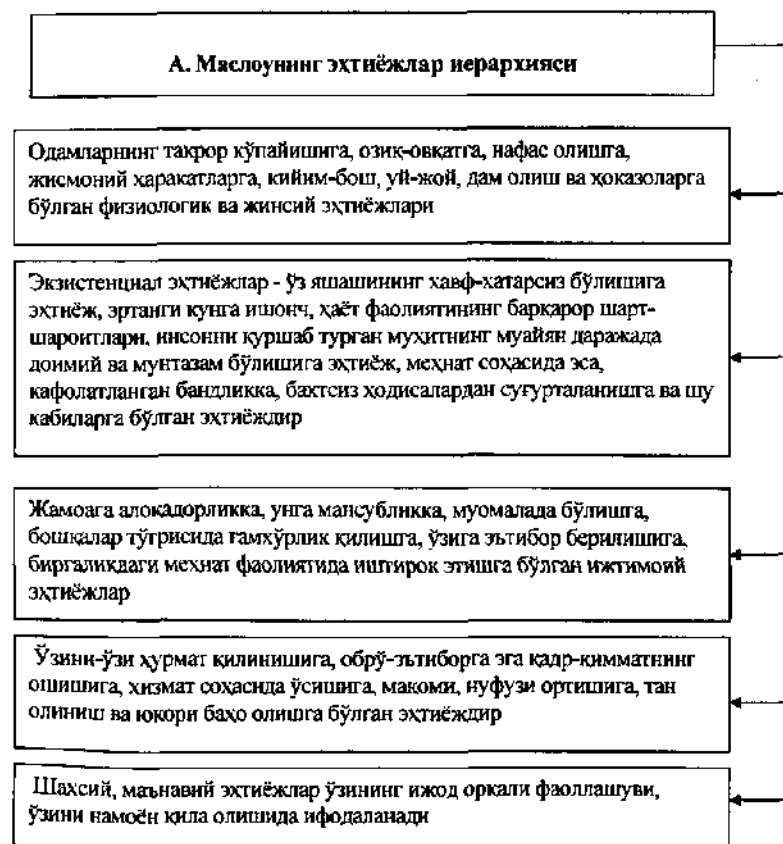 А. Маслоунинг эҳтиёжлар иерархияси
Одамларнинг такрор кўпайишига, озиқ-овқатга, нафас олишга,
жисмоний ҳаракатларга, кийим-бош, уй-жой, дам олиш ва ҳоказоларга
бўлган физиологик ва жинсий эҳтиёжлари
Экзистенциал эҳтиёжлар - ўз яшашининг хавф-хатарсиз бўлишига
эҳтиёж, эртанги кунга ишонч, ҳаёт фаолиятининг барқарор шарт-
шароитлари, инсонни қуршаб турган муҳитнинг муайян даражада
доимий ва мунтазам бўлишига эҳтиёж, меҳнат соҳасида эса,
кафолатланган бандликка, бахтсиз ҳодисалардан суғурталанишга ва шу
кабиларга бўлган эҳтиёждир
Жамоага алоқадорликка, унга мансубликка, муомалада бўлишга,
бошқалар тўғрисида ғамхўрлик қилишга, ўзига эътибор берилишига,
биргаликдаги меҳнат фаолиятида иштирок этишга бўлган ижтимоий
эҳтиёжлар
Ўзини-ўзи ҳурмат қилинишига, обрў-эътиборга эга қадр-қимматнинг
ошишига, хизмат соҳасида ўсишига, мақоми, нуфузи ортишига, тан
олиниш ва юқори баҳо олишга бўлган эҳтиёждир
Шахсий, маънавий эҳтиёжлар ўзининг ижод орқали фаоллашуви,
ўзини намоён қила олишида ифодаланади